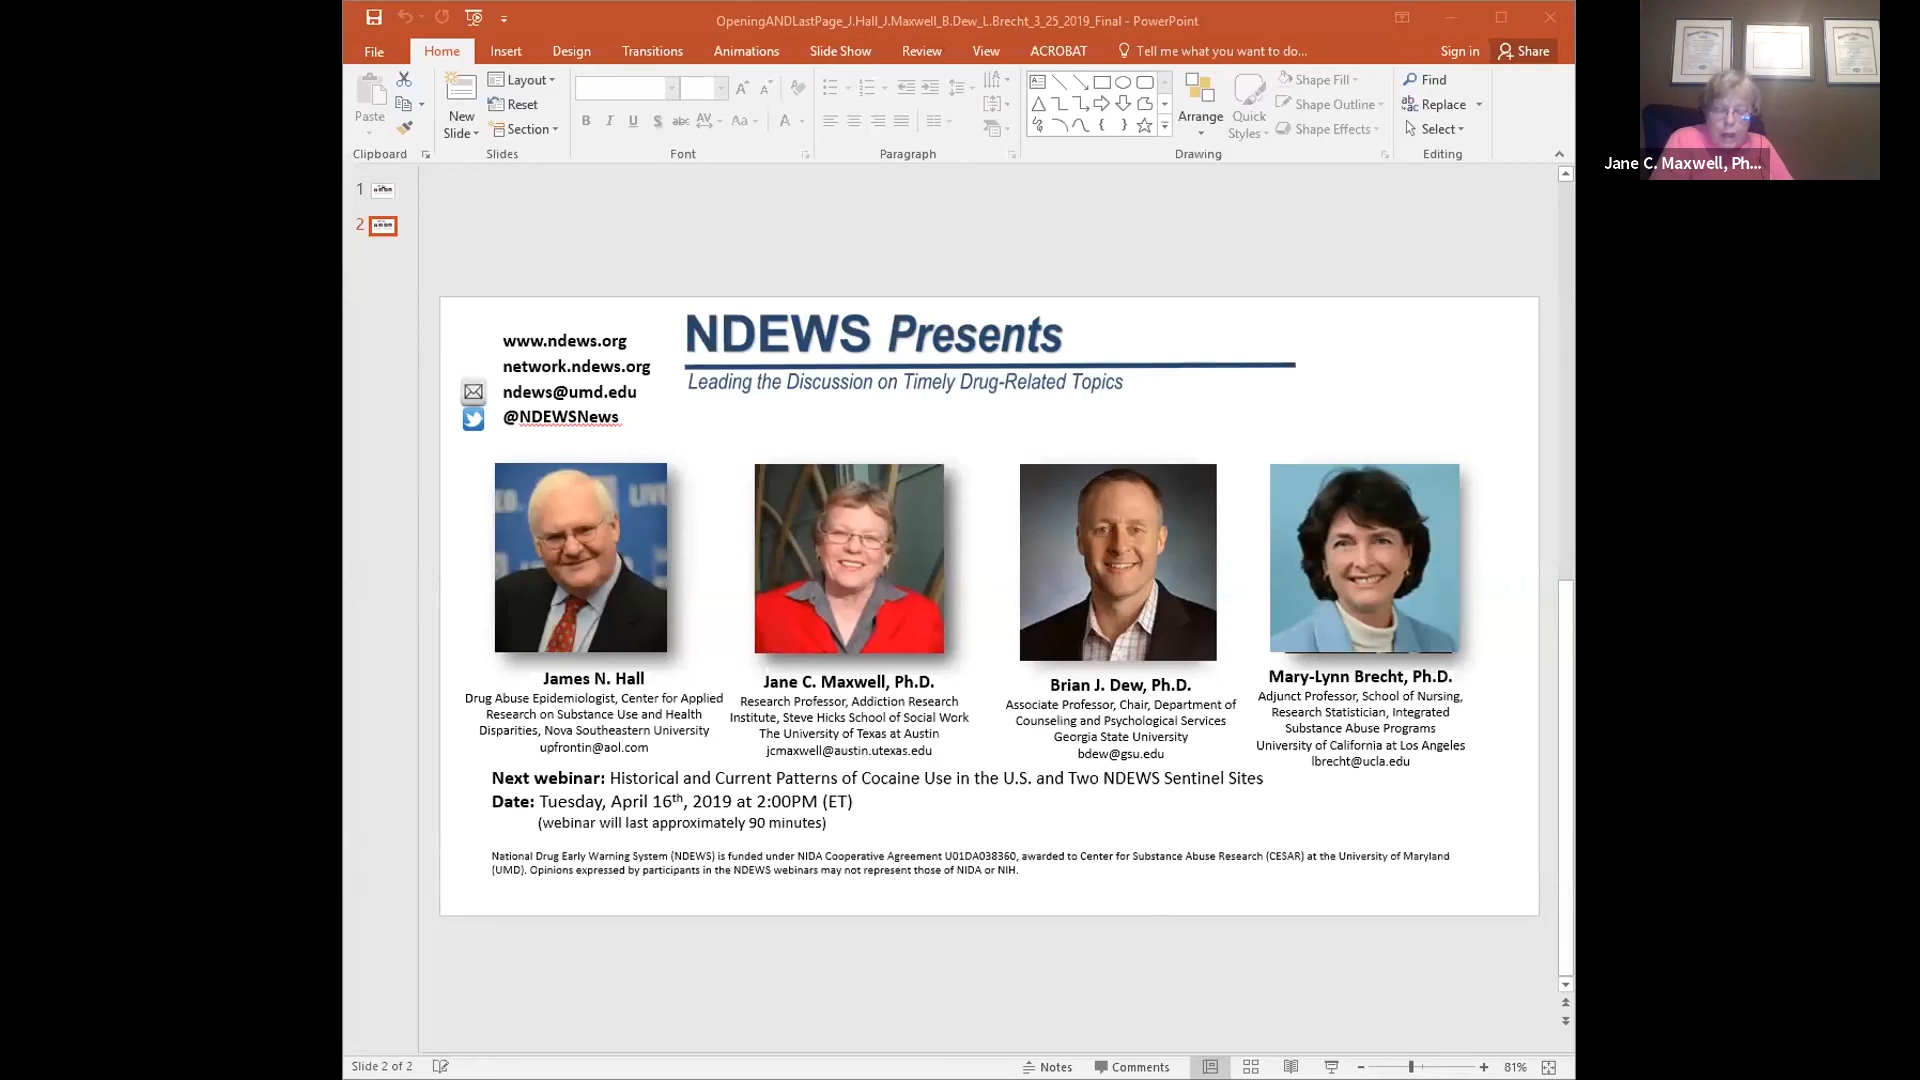 OpeningANDLastPage_J.Hall_J.Maxwell_B.Dew_L.Brecht_3_25_2019_Final - PowerPoint
File Home Insert Design Transitions Animations Slide Show Review View ACROBAT Tell me what you want to do... Sign in Share
Paste
Clipboard
New Slide
Layout
Reset
Section
Slides
B I U S abc AV Aa A
Font
Paragraph
Arrange
Quick Styles
Shape Fill
Shape Outline
Shape Effects
Drawing
Find
Replace
Select
Editing
Jane C. Maxwell, Ph...
1
2
www.ndews.org
network.ndews.org
ndews@umd.edu
@NDEWSNews
NDEWS Presents
Leading the Discussion on Timely Drug-Related Topics
James N. Hall
Drug Abuse Epidemiologist, Center for Applied
Research on Substance Use and Health
Disparities, Nova Southeastern University
upfrontin@aol.com
Jane C. Maxwell, Ph.D.
Research Professor, Addiction Research
Institute, Steve Hicks School of Social Work
The University of Texas at Austin
jcmaxwell@austin.utexas.edu
Brian J. Dew, Ph.D.
Associate Professor, Chair, Department of
Counseling and Psychological Services
Georgia State University
bdew@gsu.edu
Mary-Lynn Brecht, Ph.D.
Adjunct Professor, School of Nursing,
Research Statistician, Integrated
Substance Abuse Programs
University of California at Los Angeles
lbrecht@ucla.edu
Next webinar: Historical and Current Patterns of Cocaine Use in the U.S. and Two NDEWS Sentinel Sites
Date: Tuesday, April 16th, 2019 at 2:00PM (ET)
(webinar will last approximately 90 minutes)
National Drug Early Warning System (NDEWS) is funded under NIDA Cooperative Agreement U01DA038360, awarded to Center for Substance Abuse Research (CESAR) at the University of Maryland
(UMD). Opinions expressed by participants in the NDEWS webinars may not represent those of NIDA or NIH.
Slide 2 of 2
Notes Comments 81%